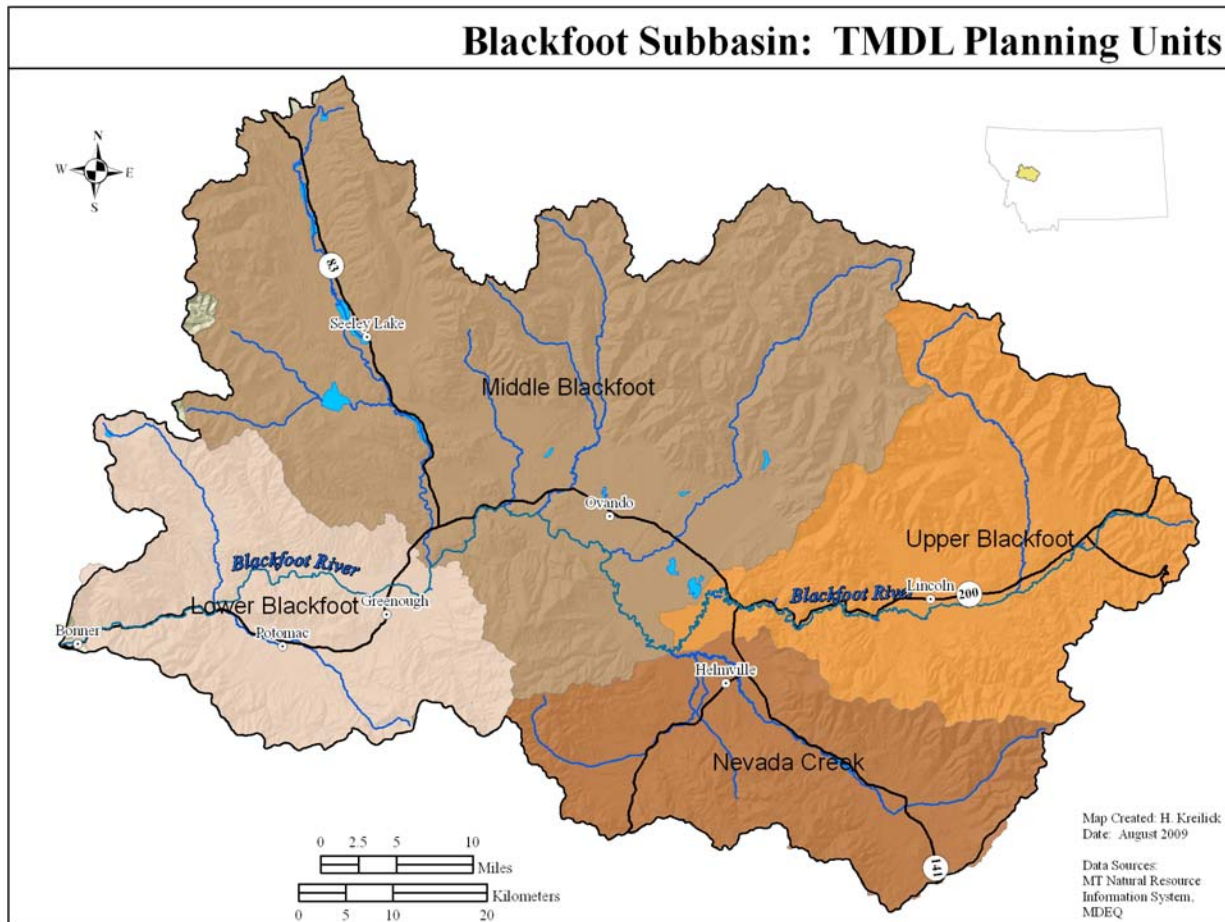 Blackfoot Subbasin: TMDL Planning Units
N
W
E
S
83
Seeley Lake
Middle Blackfoot
Ovando
Upper Blackfoot
Blackfoot River
Lincoln
200
Blackfoot River
Lower Blackfoot
Greenough
Bonner
Potomac
Helmville
Nevada Creek
141
0 2.5 5 10
Miles
Kilometers
0 5 10 20
Map Created: H. Kreilick
Date: August 2009
Data Sources:
MT Natural Resource
Information System,
MDEQ